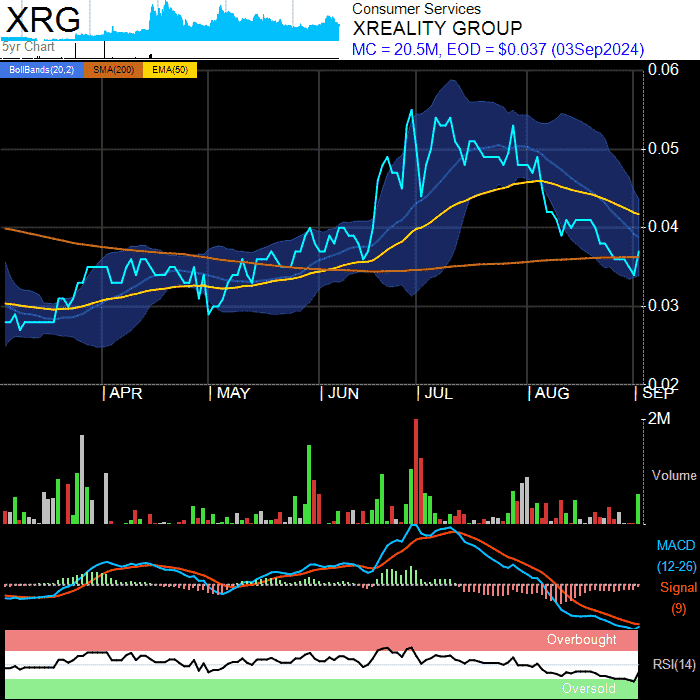 XRG
5yr Chart
Consumer Services
XREALITY GROUP
MC = 20.5M, EOD = $0.037 (03Sep2024)
BollBands(20,2) SMA(200) EMA(50)
0.06
0.05
0.04
0.03
0.02
APR MAY JUN JUL AUG SEP
2M
Volume
MACD
(12-26)
Signal
(9)
Overbought
RSI(14)
Oversold